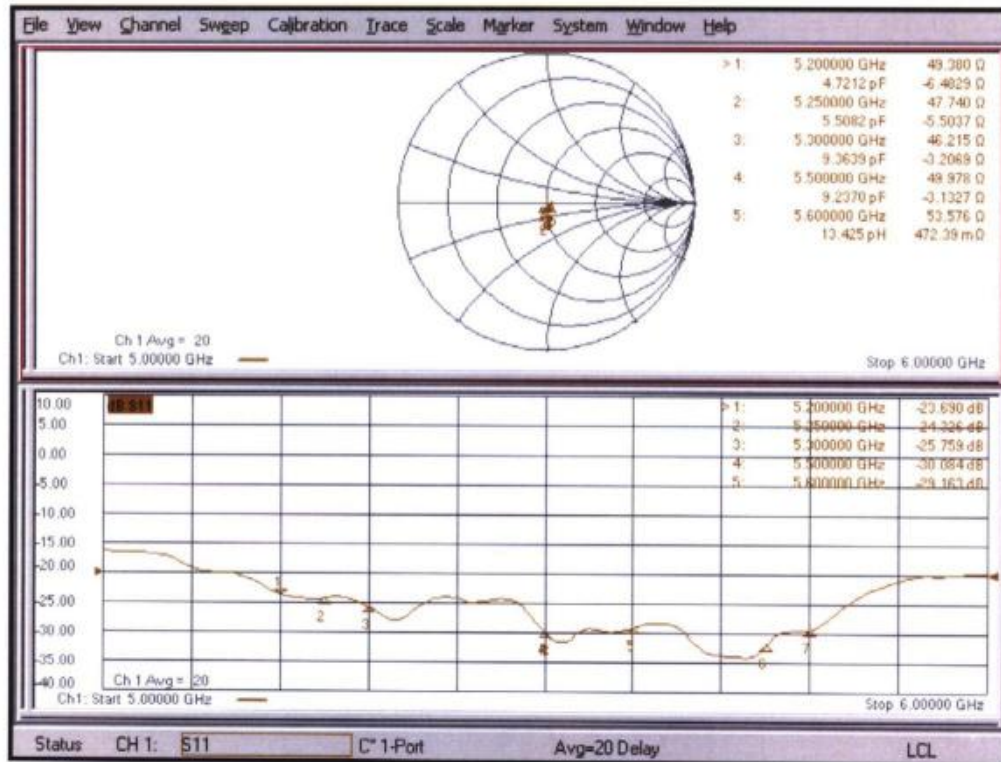 File View Channel Sweep Calibration Trace Scale Marker System Window Help
> 1: 5.200000 GHz 49.380 Ω
4.7212 pF -6.4829 Ω
2: 5.250000 GHz 47.740 Ω
5.5082 pF -5.5037 Ω
3: 5.300000 GHz 46.215 Ω
9.3639 pF -3.2069 Ω
4: 5.500000 GHz 49.978 Ω
9.2370 pF -3.1327 Ω
5: 5.600000 GHz 53.576 Ω
13.425 pH 472.39 mΩ
Ch 1 Avg = 20
Ch1: Start 5.00000 GHz
Stop 6.00000 GHz
10.00
dB S11
> 1: 5.200000 GHz -23.690 dB
5.00
2: 5.250000 GHz -24.326 dB
3: 5.300000 GHz -25.759 dB
0.00
4: 5.500000 GHz -30.084 dB
5: 5.600000 GHz -29.163 dB
-5.00
-10.00
-15.00
-20.00
1
-25.00
2
3
-30.00
4
5
6
7
-35.00
-40.00
Ch 1 Avg = 20
Ch1: Start 5.00000 GHz
Stop 6.00000 GHz
Status CH 1: S11 C* 1-Port Avg=20 Delay LCL